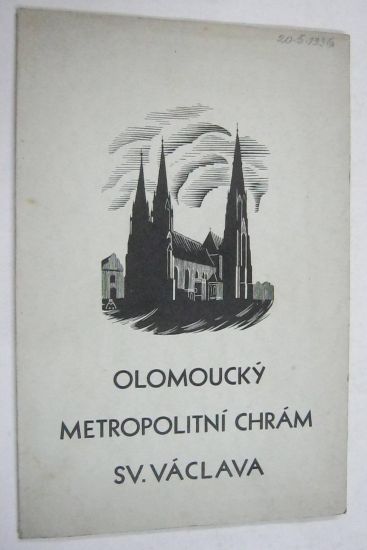 20.5.1936
OLOMOUCKÝ
METROPOLITNÍ CHRÁM
SV. VÁCLAVA